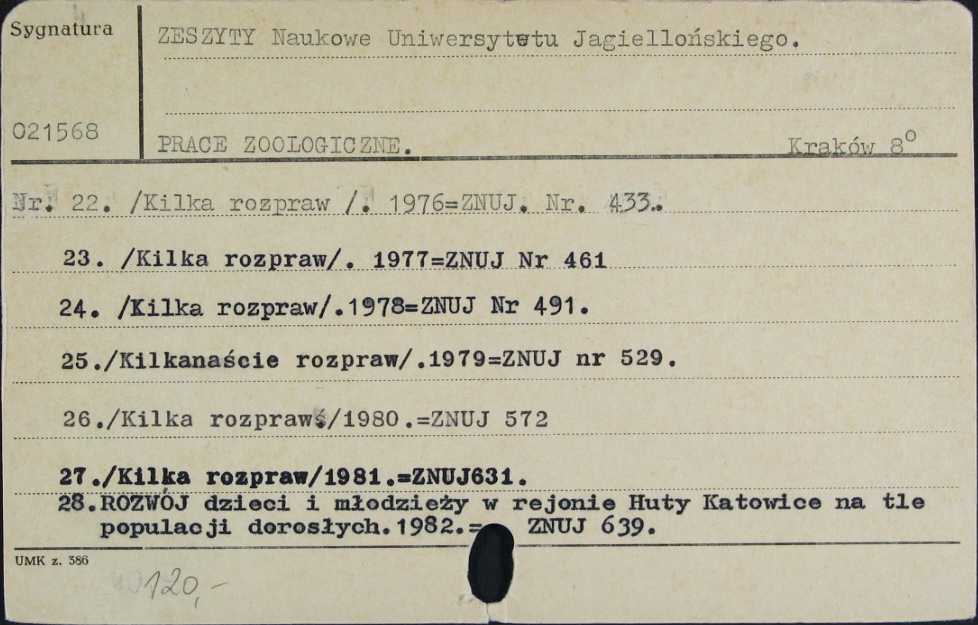 Sygnatura
ZESZYTY Naukowe Uniwersytetu Jagiellońskiego.
021568
PRACE ZOOLOGICZNE. Kraków 8°
Nr. 22. /Kilka rozpraw /. 1976=ZNUJ. Nr. 433.
23. /Kilka rozpraw/. 1977=ZNUJ Nr 461
24. /Kilka rozpraw/.1978=ZNUJ Nr 491.
25./Kilkanaście rozpraw/.1979=ZNUJ nr 529.
26./Kilka rozpraw/1980.=ZNUJ 572
27./Kilka rozpraw/1981.=ZNUJ631.
28.ROZWÓJ dzieci i młodzieży w rejonie Huty Katowice na tle
populacji dorosłych.1982.= ZNUJ 639.
UMK z. 386
120,-